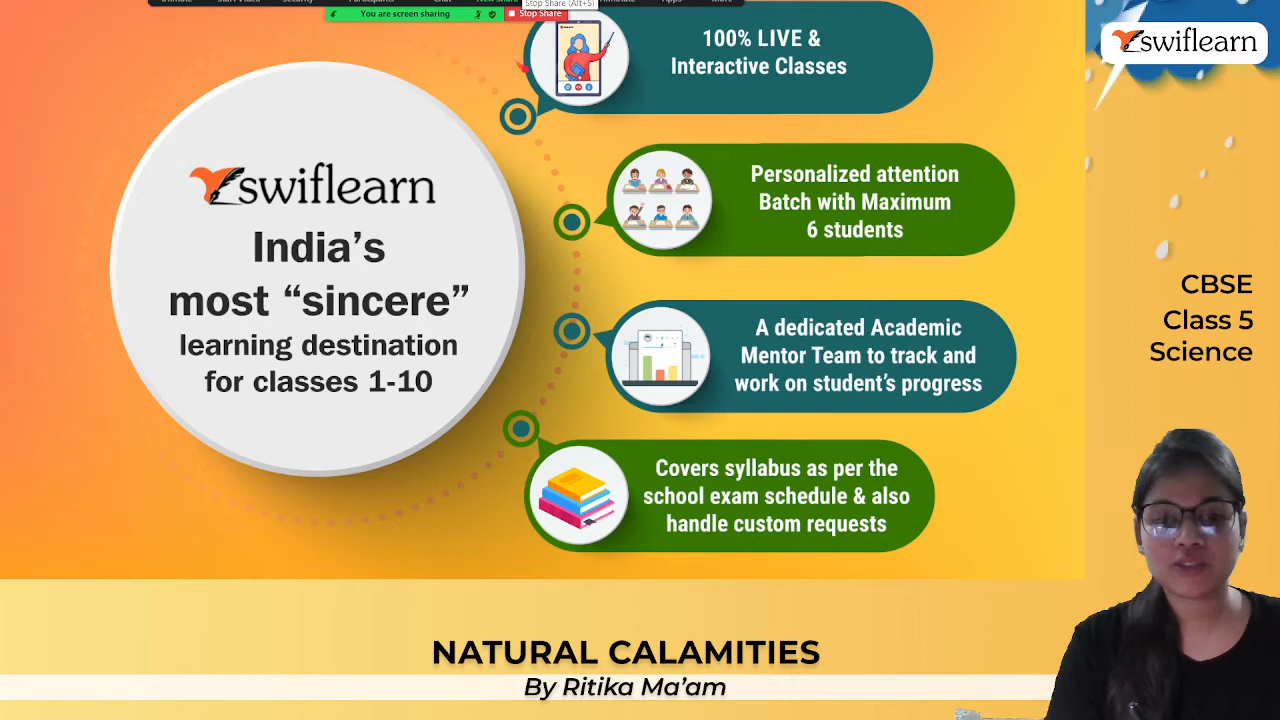 Stop Share (Alt+S)
You are screen sharing
Stop Share
swiflearn
India’s
most “sincere”
learning destination
for classes 1-10
100% LIVE &
Interactive Classes
Personalized attention
Batch with Maximum
6 students
A dedicated Academic
Mentor Team to track and
work on student’s progress
Covers syllabus as per the
school exam schedule & also
handle custom requests
swiflearn
CBSE
Class 5
Science
NATURAL CALAMITIES
By Ritika Ma’am